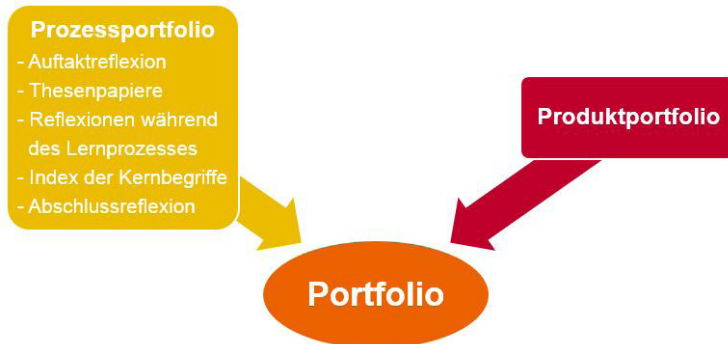 Prozessportfolio
- Auftaktreflexion
- Thesenpapiere
- Reflexionen während
des Lernprozesses
- Index der Kernbegriffe
- Abschlussreflexion
Produktportfolio
Portfolio